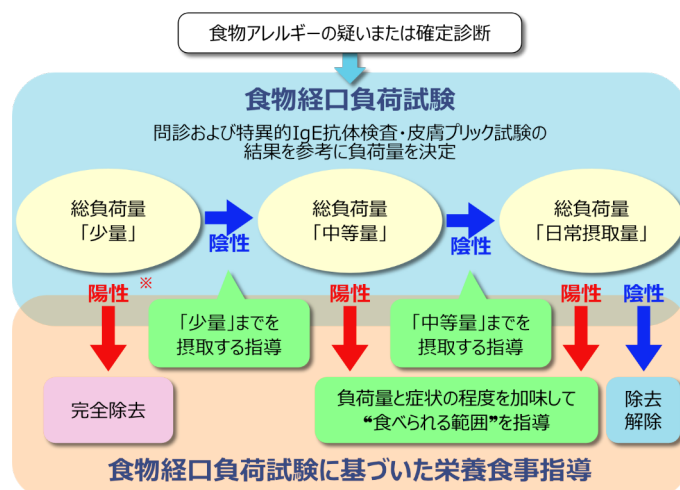 食物アレルギーの疑いまたは確定診断
食物経口負荷試験
問診および特異的IgE抗体検査・皮膚プリック試験の
結果を参考に負荷量を決定
総負荷量
「少量」
陰性
総負荷量
「中等量」
陰性
総負荷量
「日常摂取量」
陽性
※
「少量」までを
摂取する指導
陽性
「中等量」までを
摂取する指導
陽性
陰性
完全除去
負荷量と症状の程度を加味して
“食べられる範囲”を指導
除去
解除
食物経口負荷試験に基づいた栄養食事指導